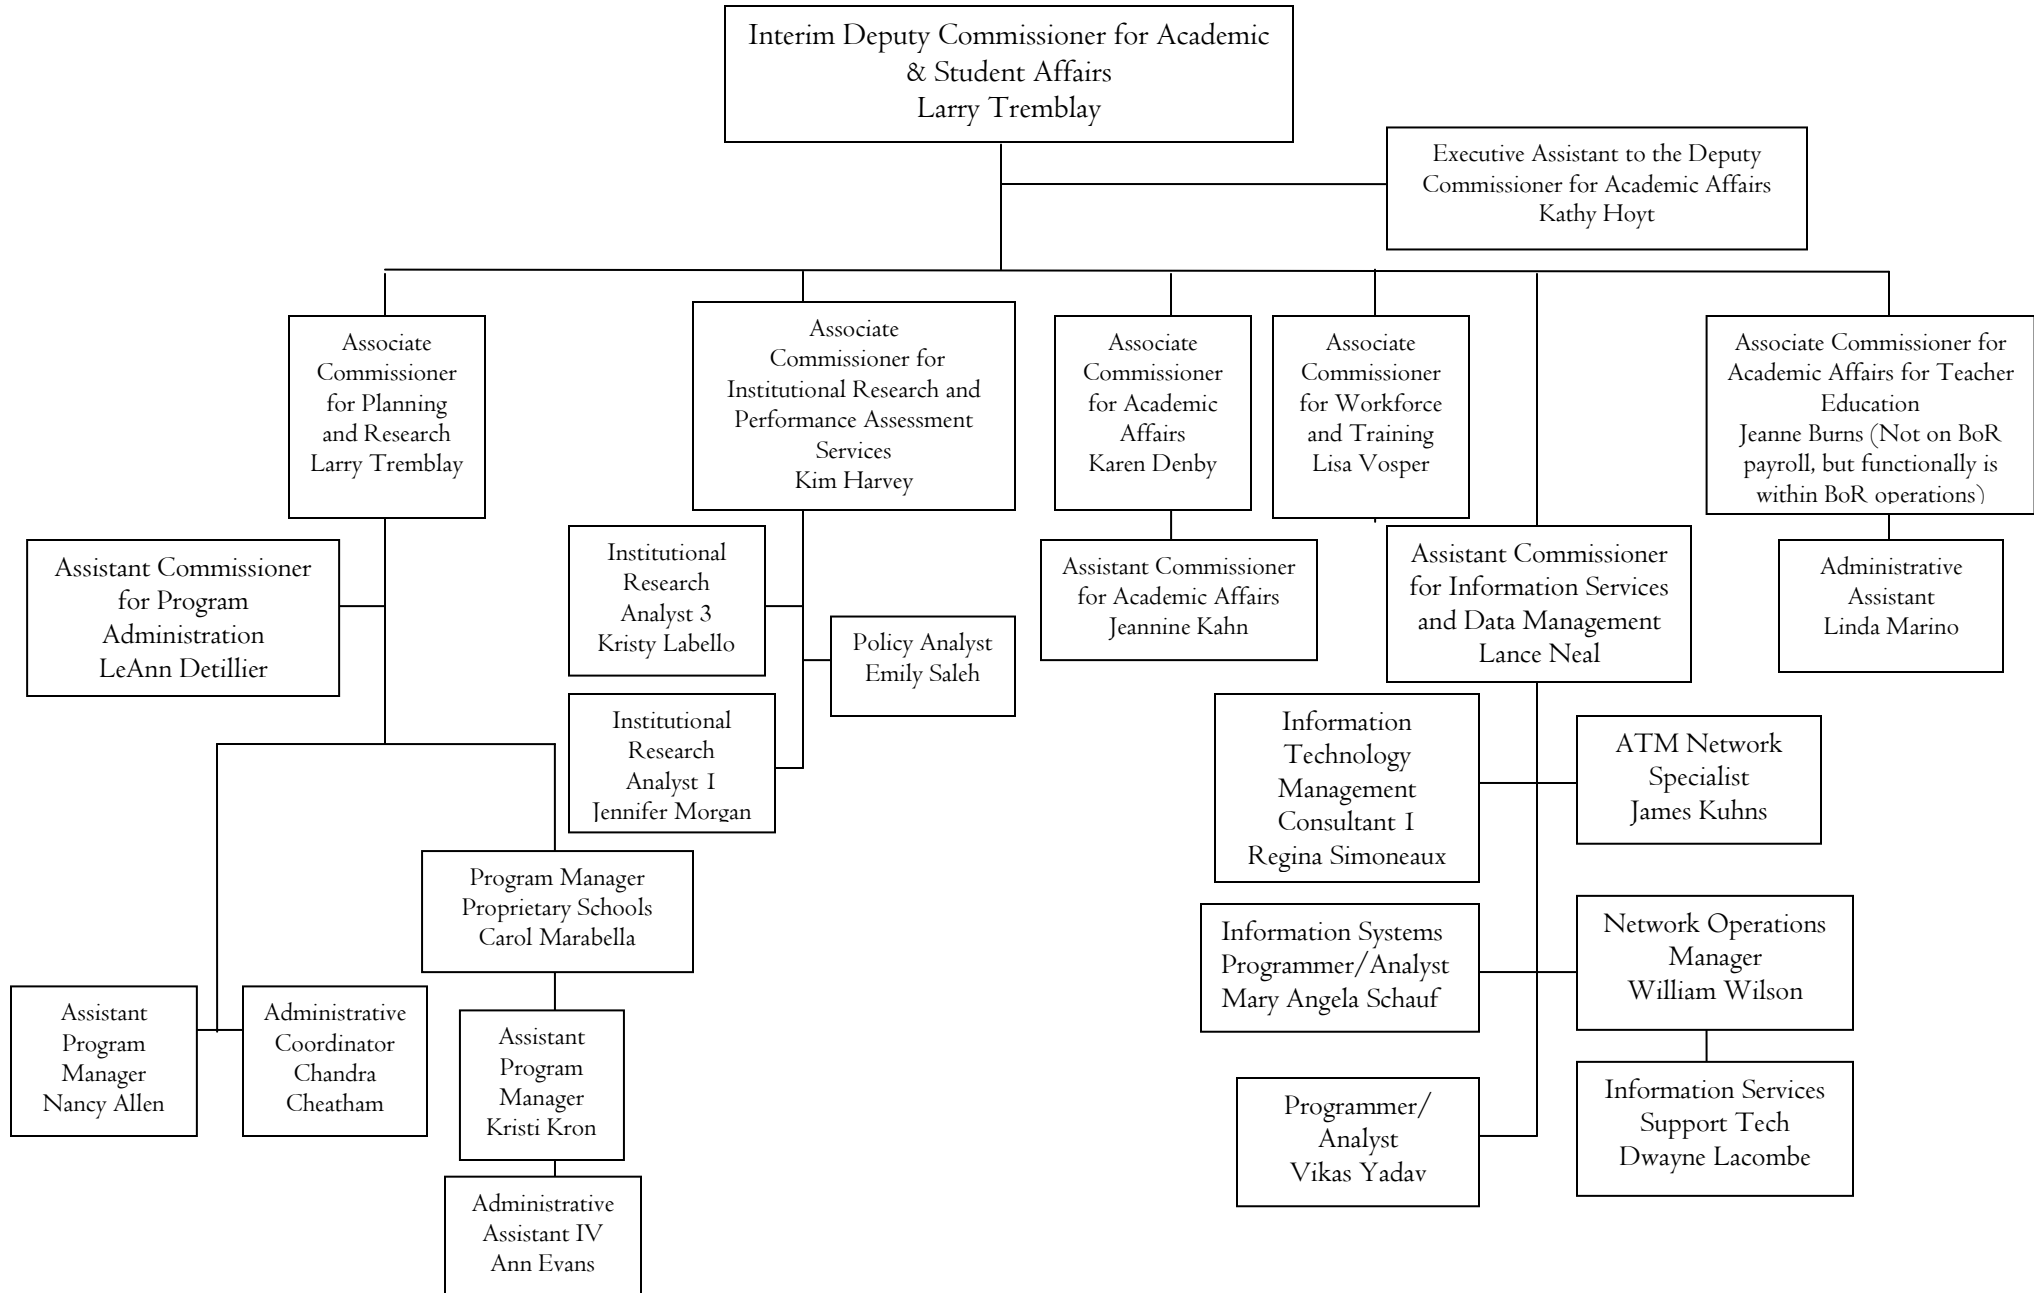 Interim Deputy Commissioner for Academic
& Student Affairs
Larry Tremblay
Executive Assistant to the Deputy
Commissioner for Academic Affairs
Kathy Hoyt
Associate
Commissioner
for Planning
and Research
Larry Tremblay
Associate
Commissioner for
Institutional Research and
Performance Assessment
Services
Kim Harvey
Associate
Commissioner
for Academic
Affairs
Karen Denby
Associate
Commissioner
for Workforce
and Training
Lisa Vosper
Associate Commissioner for
Academic Affairs for Teacher
Education
Jeanne Burns (Not on BoR
payroll, but functionally is
within BoR operations)
Assistant Commissioner
for Program
Administration
LeAnn Detillier
Institutional
Research
Analyst 3
Kristy Labello
Policy Analyst
Emily Saleh
Institutional
Research
Analyst 1
Jennifer Morgan
Assistant Commissioner
for Academic Affairs
Jeannine Kahn
Assistant Commissioner
for Information Services
and Data Management
Lance Neal
Administrative
Assistant
Linda Marino
Information
Technology
Management
Consultant 1
Regina Simoneaux
ATM Network
Specialist
James Kuhns
Program Manager
Proprietary Schools
Carol Marabella
Information Systems
Programmer/Analyst
Mary Angela Schauf
Network Operations
Manager
William Wilson
Assistant
Program
Manager
Nancy Allen
Administrative
Coordinator
Chandra
Cheatham
Assistant
Program
Manager
Kristi Kron
Programmer/
Analyst
Vikas Yadav
Information Services
Support Tech
Dwayne Lacombe
Administrative
Assistant IV
Ann Evans